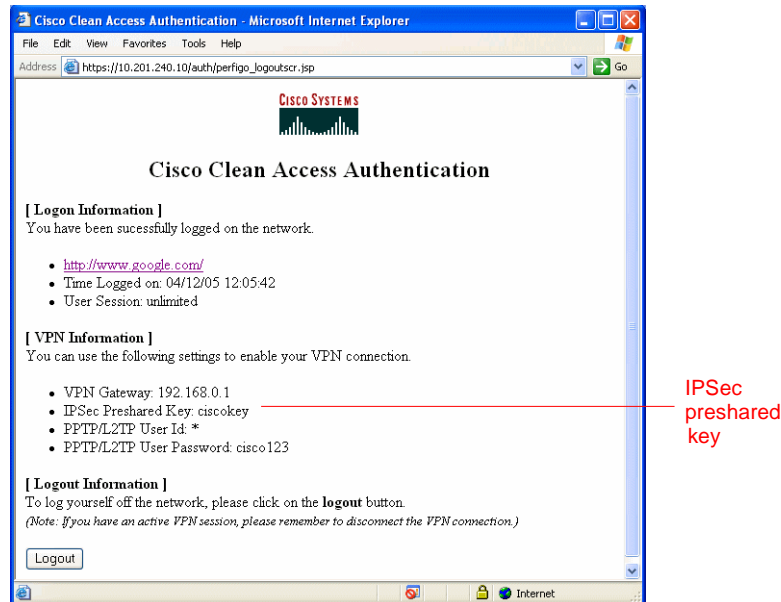 Cisco Clean Access Authentication - Microsoft Internet Explorer
File Edit View Favorites Tools Help
Address https://10.201.240.10/auth/perfigo_logoutscr.jsp Go
CISCO SYSTEMS
Cisco Clean Access Authentication
[ Logon Information ]
You have been sucessfully logged on the network.
• http://www.google.com/
• Time Logged on: 04/12/05 12:05:42
• User Session: unlimited
[ VPN Information ]
You can use the following settings to enable your VPN connection.
• VPN Gateway: 192.168.0.1
• IPSec Preshared Key: ciscokey
• PPTP/L2TP User Id: *
• PPTP/L2TP User Password: cisco123
IPSec
preshared
key
[ Logout Information ]
To log yourself off the network, please click on the logout button.
(Note: If you have an active VPN session, please remember to disconnect the VPN connection.)
Logout
Internet